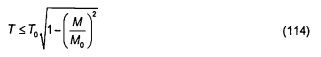 T ≤ T₀√(1−(M/M₀)²) (114)